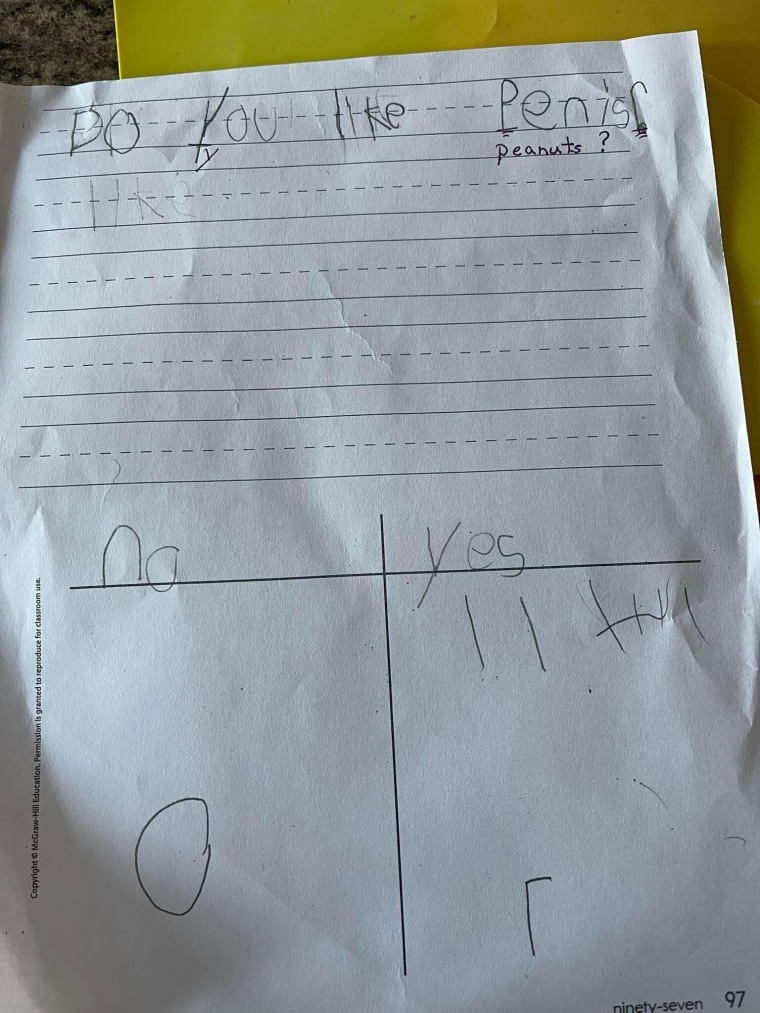 Do You like Penis
y peanuts ?
like
no yes
0 7
Copyright © McGraw-Hill Education. Permission is granted to reproduce for classroom use.
ninety-seven 97